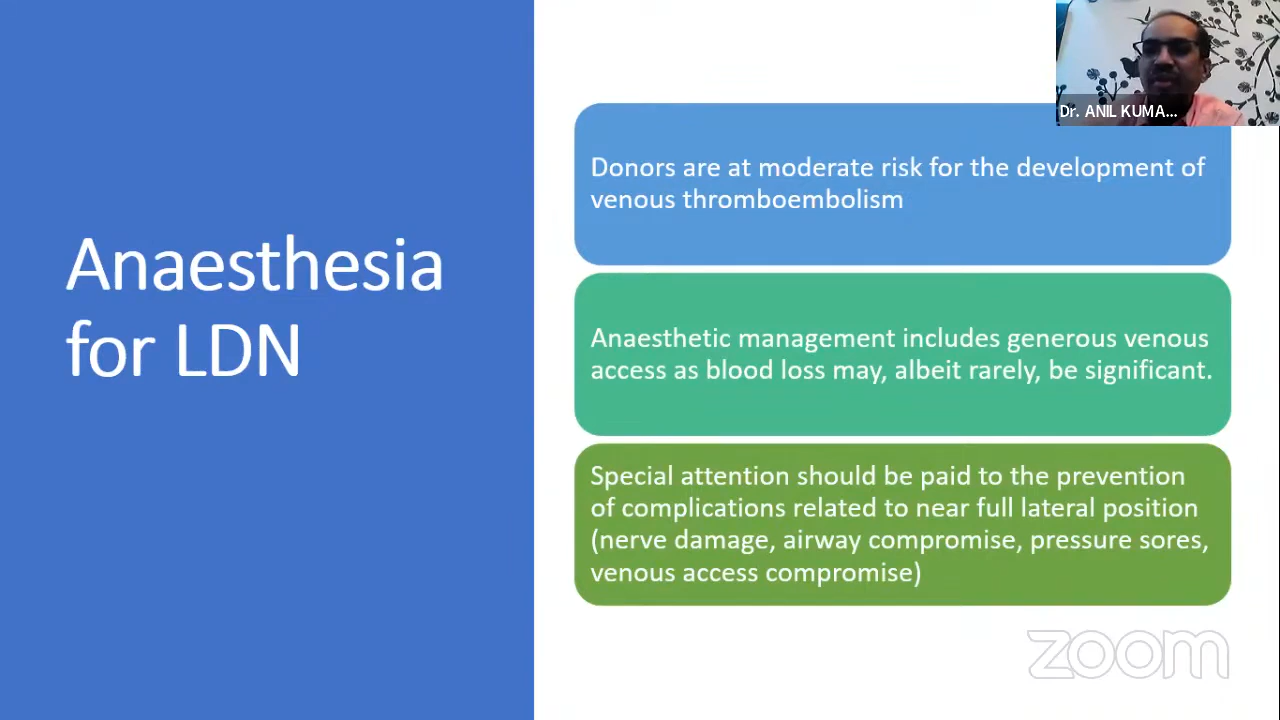 Dr. ANIL KUMA...
Anaesthesia
for LDN
Donors are at moderate risk for the development of
venous thromboembolism
Anaesthetic management includes generous venous
access as blood loss may, albeit rarely, be significant.
Special attention should be paid to the prevention
of complications related to near full lateral position
(nerve damage, airway compromise, pressure sores,
venous access compromise)
zoom